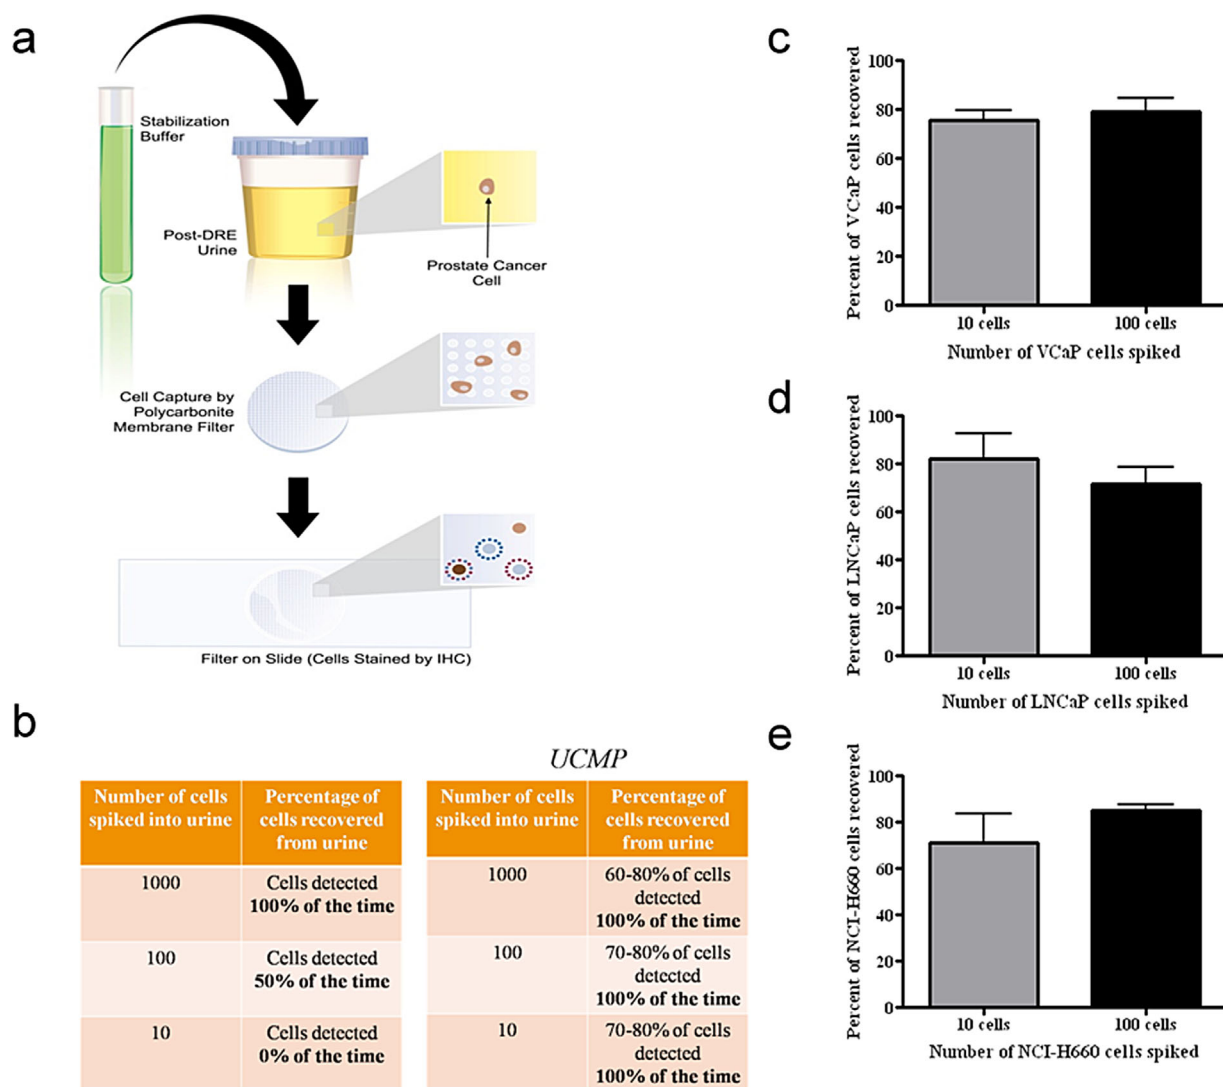 a
Stabilization
Buffer
Post-DRE
Urine
Prostate Cancer
Cell
Cell Capture by
Polycarbonite
Membrane Filter
Filter on Slide (Cells Stained by IHC)
b
Number of cells
spiked into urine
Percentage of
cells recovered
from urine
1000
Cells detected
100% of the time
100
Cells detected
50% of the time
10
Cells detected
0% of the time
UCMP
Number of cells
spiked into urine
Percentage of
cells recovered
from urine
1000
60-80% of cells
detected
100% of the time
100
70-80% of cells
detected
100% of the time
10
70-80% of cells
detected
100% of the time
c
Percent of VCaP cells recovered
100
80
60
40
20
0
10 cells
100 cells
Number of VCaP cells spiked
d
Percent of LNCaP cells recovered
100
80
60
40
20
0
10 cells
100 cells
Number of LNCaP cells spiked
e
Percent of NCI-H660 cells recovered
100
80
60
40
20
0
10 cells
100 cells
Number of NCI-H660 cells spiked